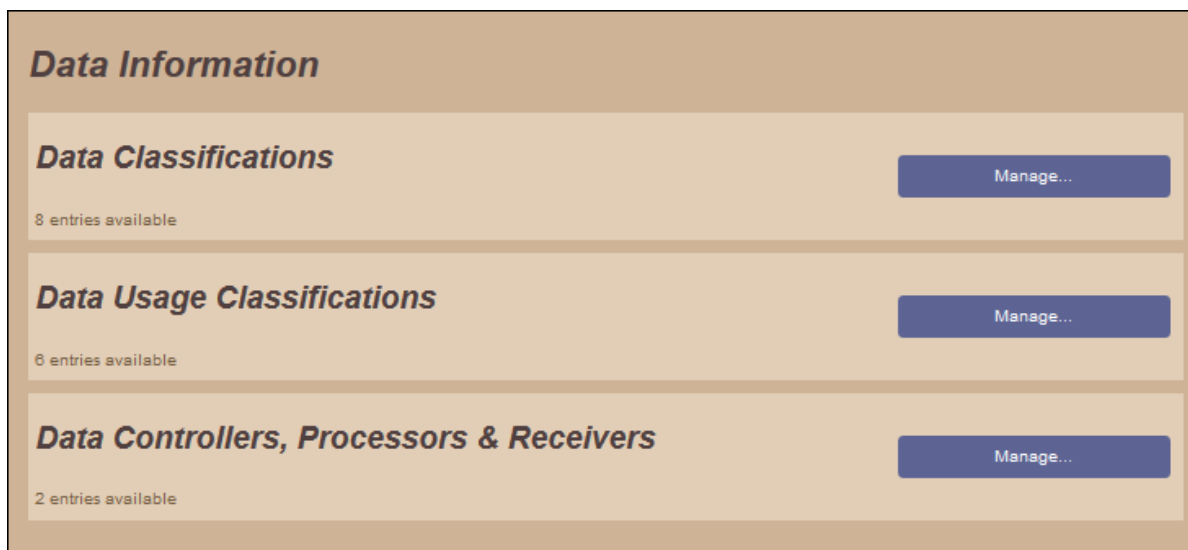 Data Information
Data Classifications
Manage...
8 entries available
Data Usage Classifications
Manage...
6 entries available
Data Controllers, Processors & Receivers
Manage...
2 entries available